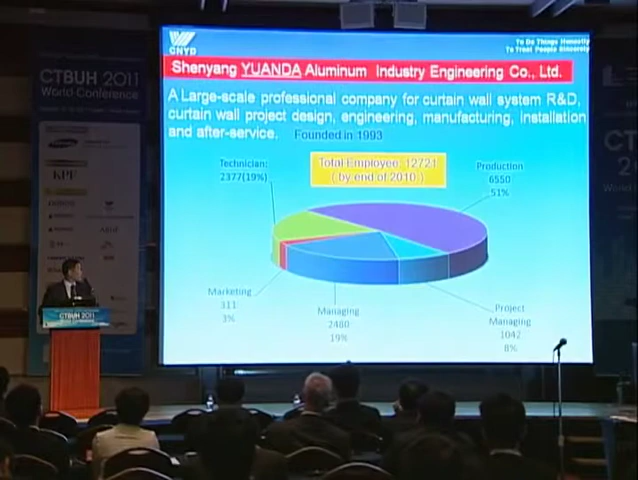 CNYD
To Do Things Honestly
To Treat People Sincerely
Shenyang YUANDA Aluminum Industry Engineering Co., Ltd.
A Large-scale professional company for curtain wall system R&D,
curtain wall project design, engineering, manufacturing, installation
and after-service. Founded in 1993
Total Employee: 12721
( by end of 2010 )
Technician:
2377(19%)
Production
6550
51%
Marketing
311
3%
Managing
2480
19%
Project
Managing
1042
8%
CTBUH 2011
World Conference
KPF
CTBUH 2011
World Conference